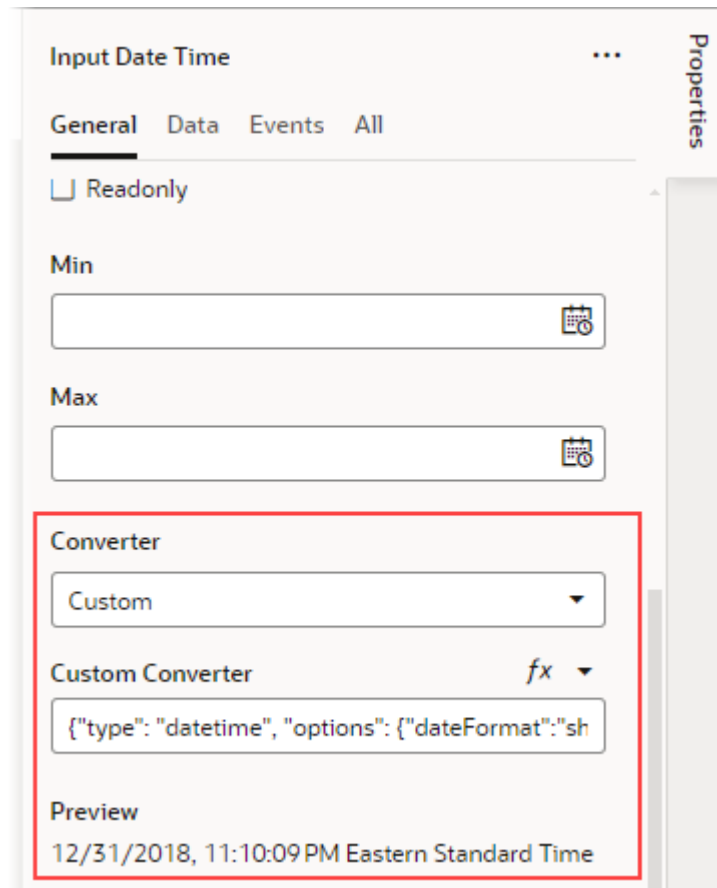 Input Date Time
Properties
General Data Events All
Readonly
Min
Max
Converter
Custom
Custom Converter fx
{"type": "datetime", "options": {"dateFormat":"sh
Preview
12/31/2018, 11:10:09 PM Eastern Standard Time